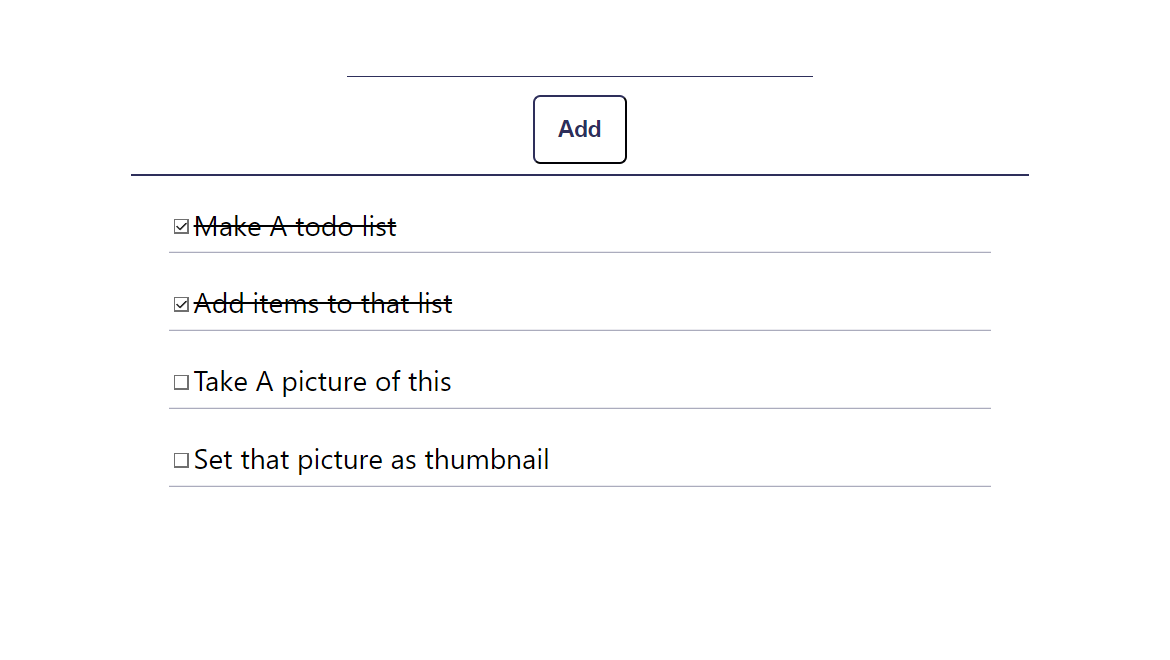 Add
Make A todo list
Add items to that list
Take A picture of this
Set that picture as thumbnail